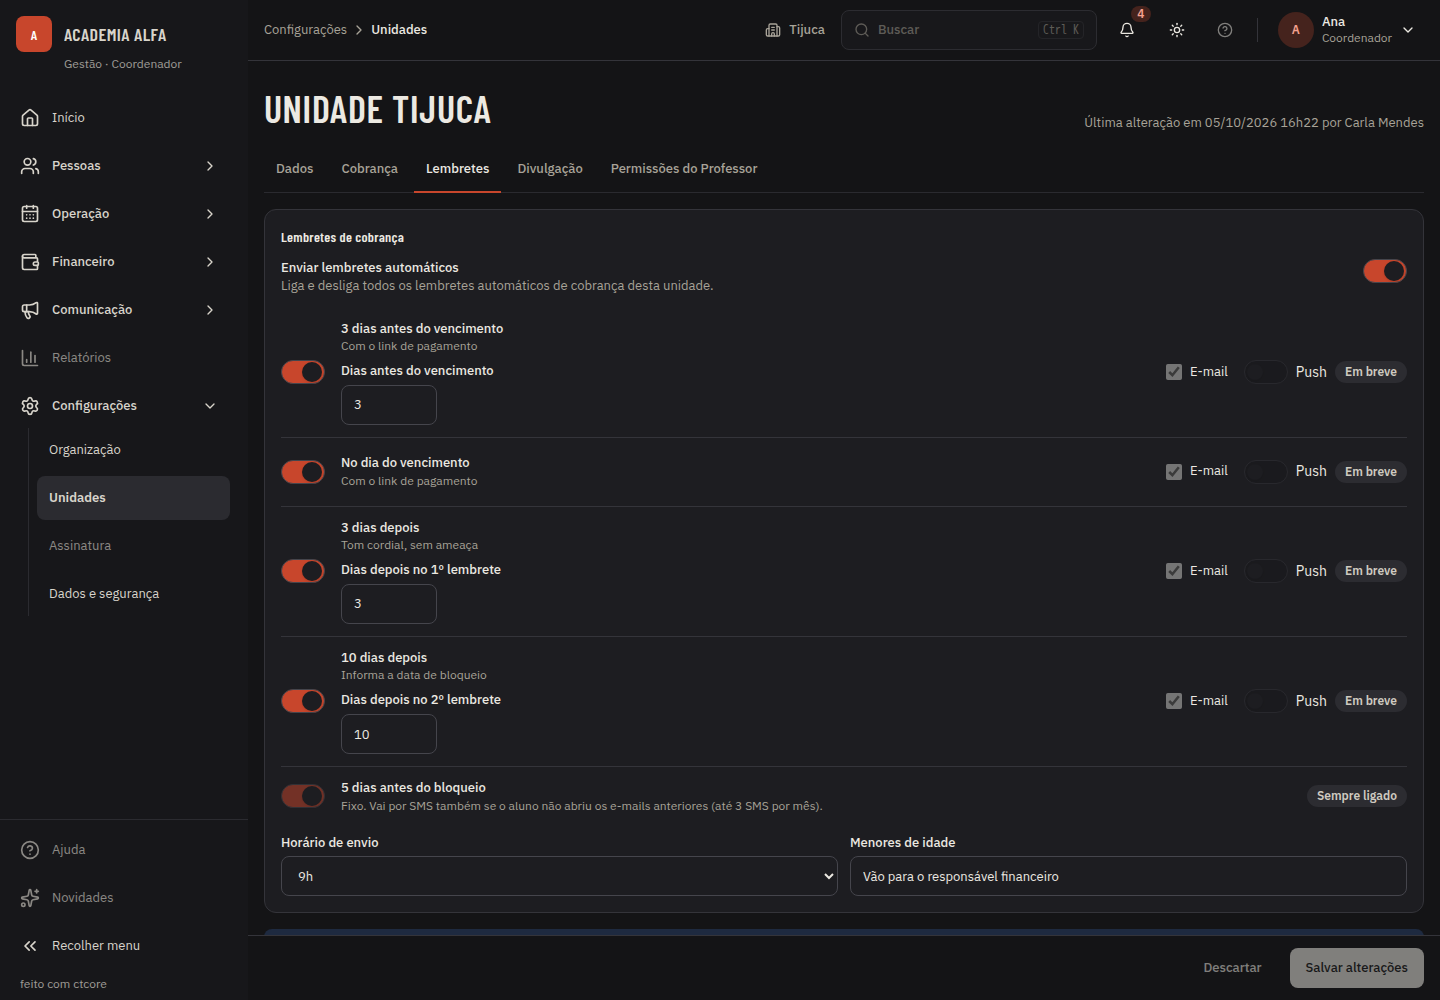 A
ACADEMIA ALFA
Gestão · Coordenador
Início
Pessoas
Operação
Financeiro
Comunicação
Relatórios
Configurações
Organização
Unidades
Assinatura
Dados e segurança
Ajuda
Novidades
Recolher menu
feito com ctcore
Configurações > Unidades
Tijuca
Buscar
Ctrl K
4
A
Ana
Coordenador
UNIDADE TIJUCA
Última alteração em 05/10/2026 16h22 por Carla Mendes
Dados
Cobrança
Lembretes
Divulgação
Permissões do Professor
Lembretes de cobrança
Enviar lembretes automáticos
Liga e desliga todos os lembretes automáticos de cobrança desta unidade.
3 dias antes do vencimento
Com o link de pagamento
Dias antes do vencimento
3
E-mail
Push
Em breve
No dia do vencimento
Com o link de pagamento
E-mail
Push
Em breve
3 dias depois
Tom cordial, sem ameaça
Dias depois no 1º lembrete
3
E-mail
Push
Em breve
10 dias depois
Informa a data de bloqueio
Dias depois no 2º lembrete
10
E-mail
Push
Em breve
5 dias antes do bloqueio
Fixo. Vai por SMS também se o aluno não abriu os e-mails anteriores (até 3 SMS por mês).
Sempre ligado
Horário de envio
9h
Menores de idade
Vão para o responsável financeiro
Descartar
Salvar alterações